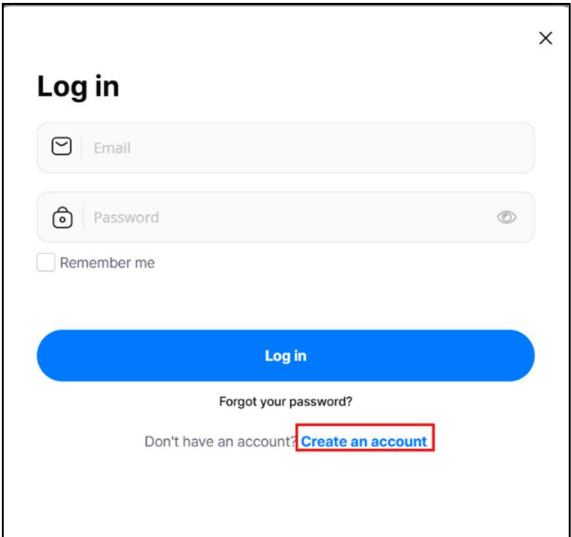 Log in
Email
Password
Remember me
Log in
Forgot your password?
Don't have an account? Create an account